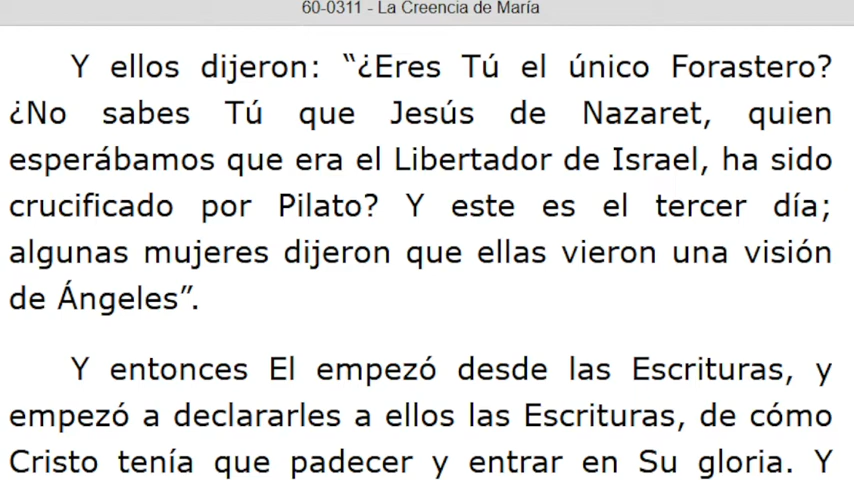 60-0311 - La Creencia de María
Y ellos dijeron: “¿Eres Tú el único Forastero?
¿No sabes Tú que Jesús de Nazaret, quien
esperábamos que era el Libertador de Israel, ha sido
crucificado por Pilato? Y este es el tercer día;
algunas mujeres dijeron que ellas vieron una visión
de Ángeles”.
Y entonces El empezó desde las Escrituras, y
empezó a declararles a ellos las Escrituras, de cómo
Cristo tenía que padecer y entrar en Su gloria. Y